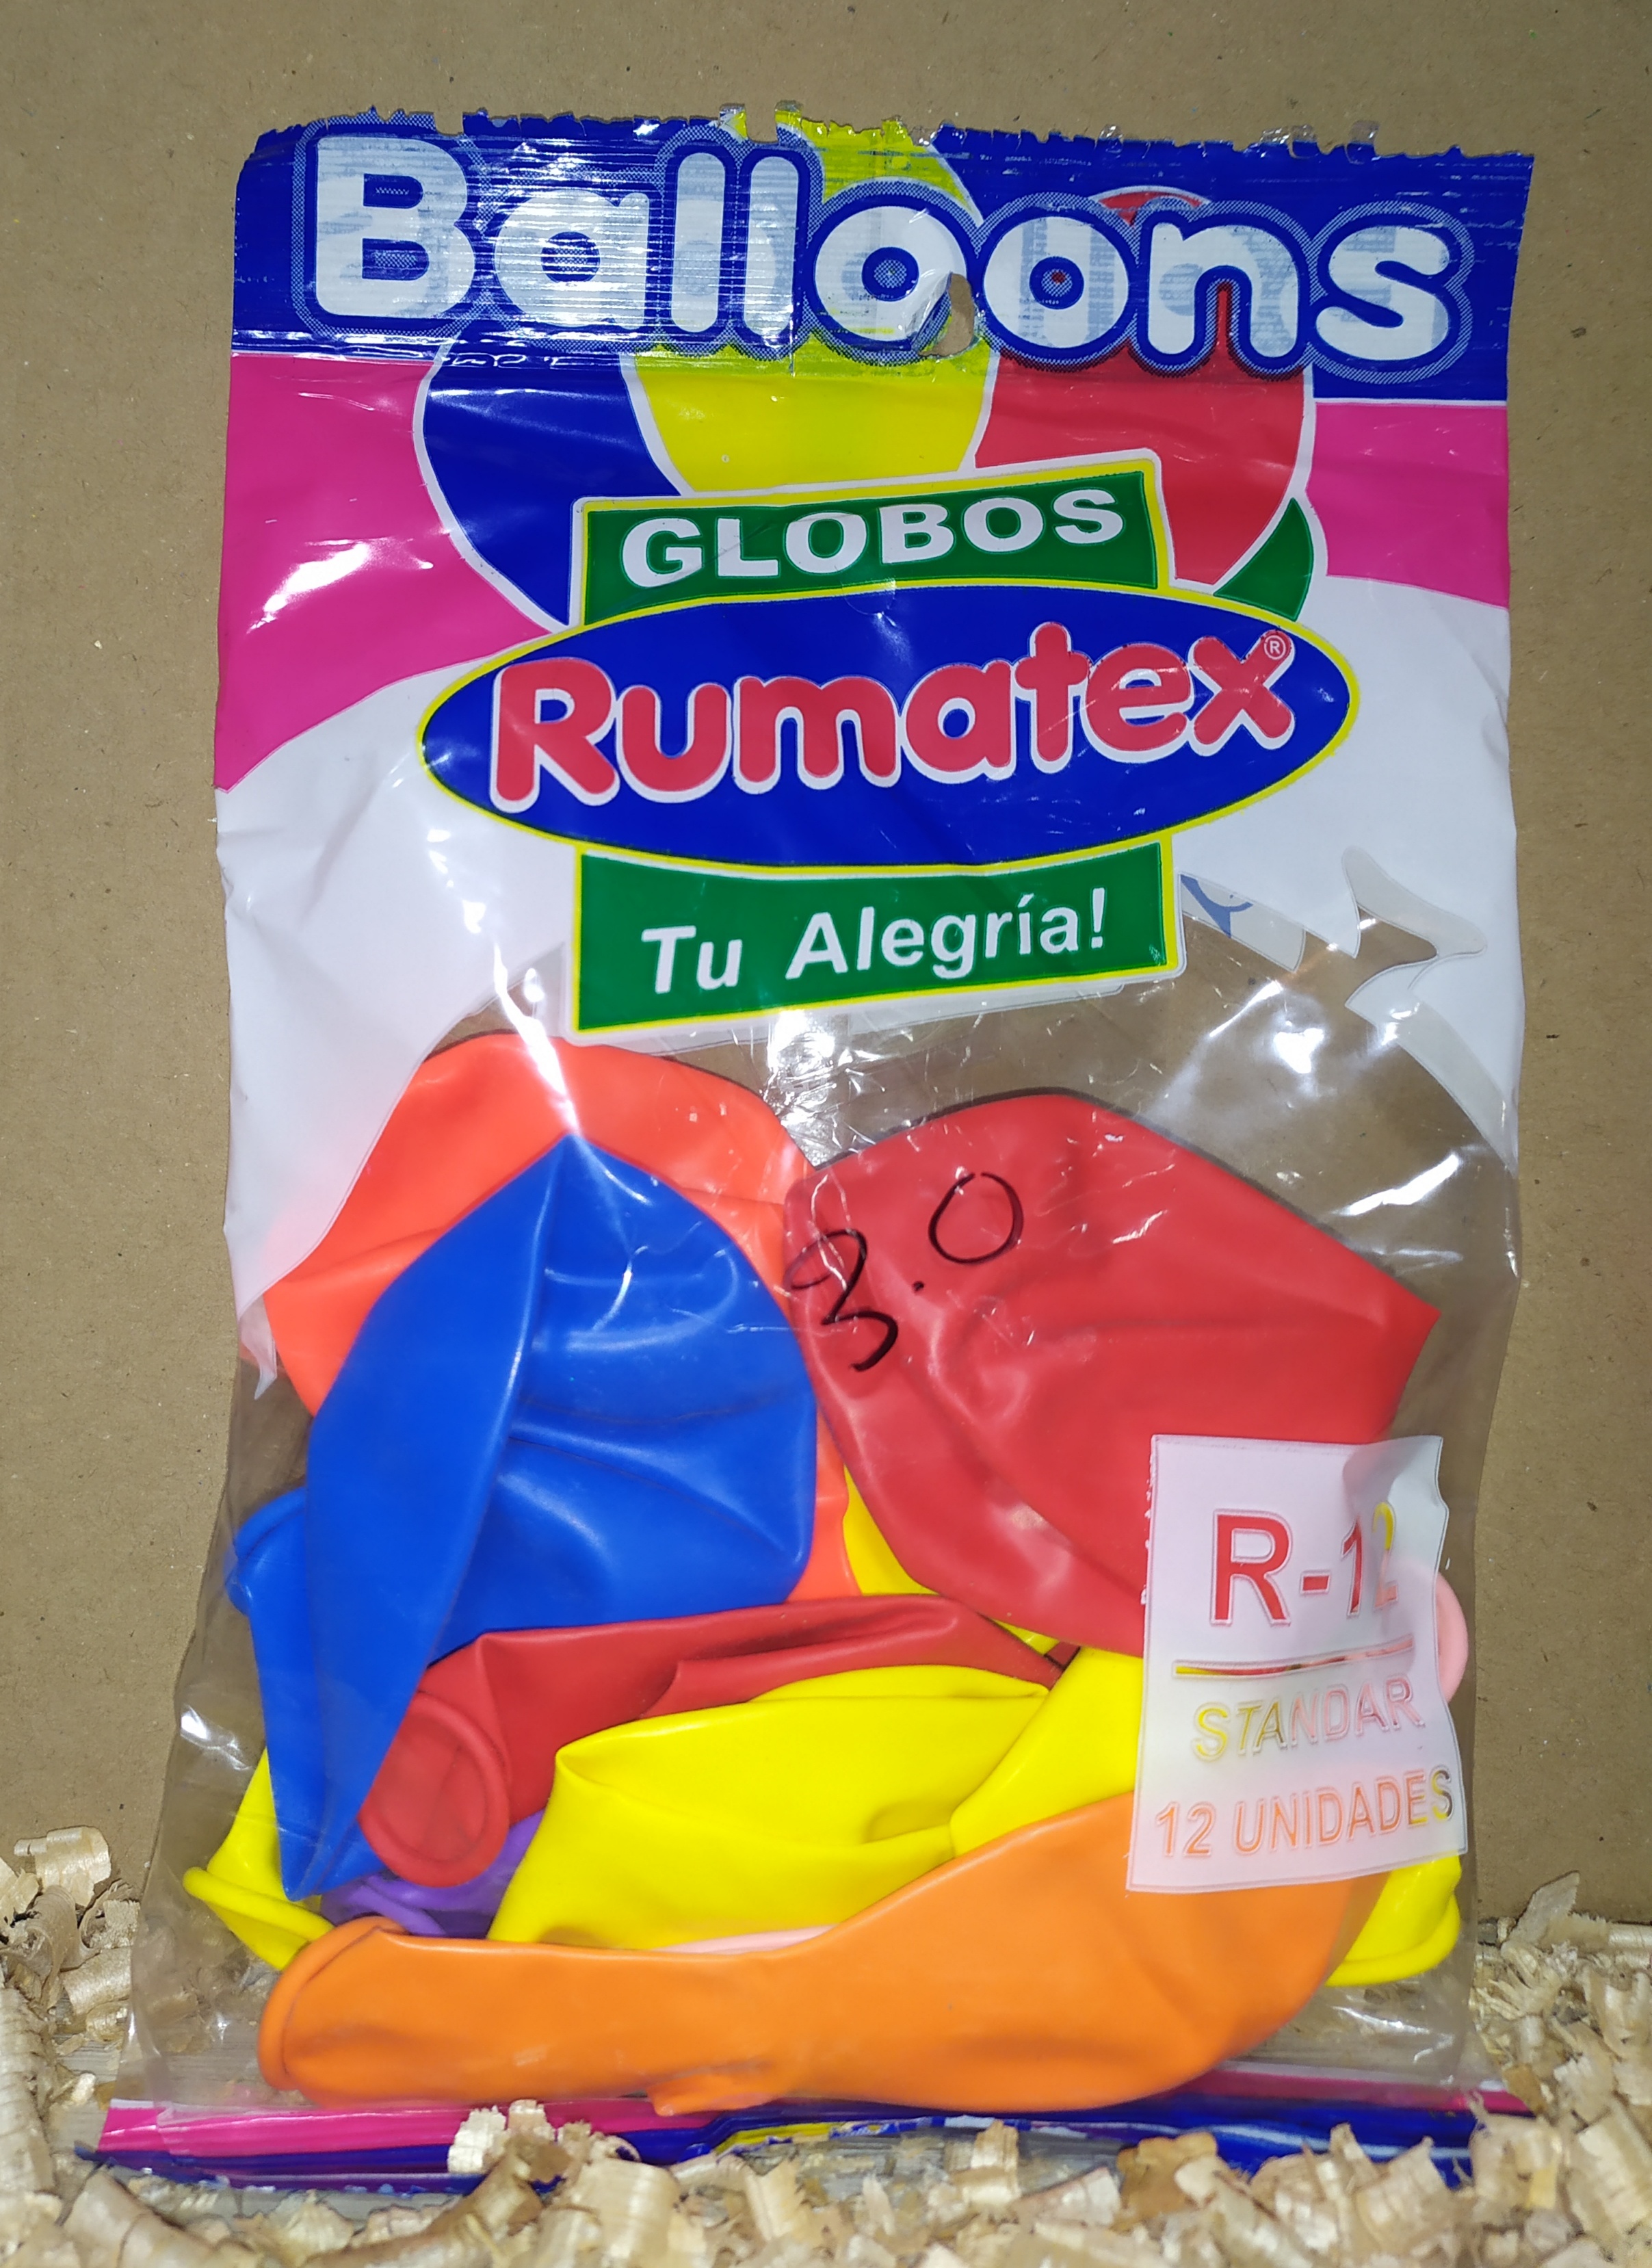 Balloons
GLOBOS
Rumatex®
Tu Alegría!
3.0
R-12
STANDAR
12 UNIDADES